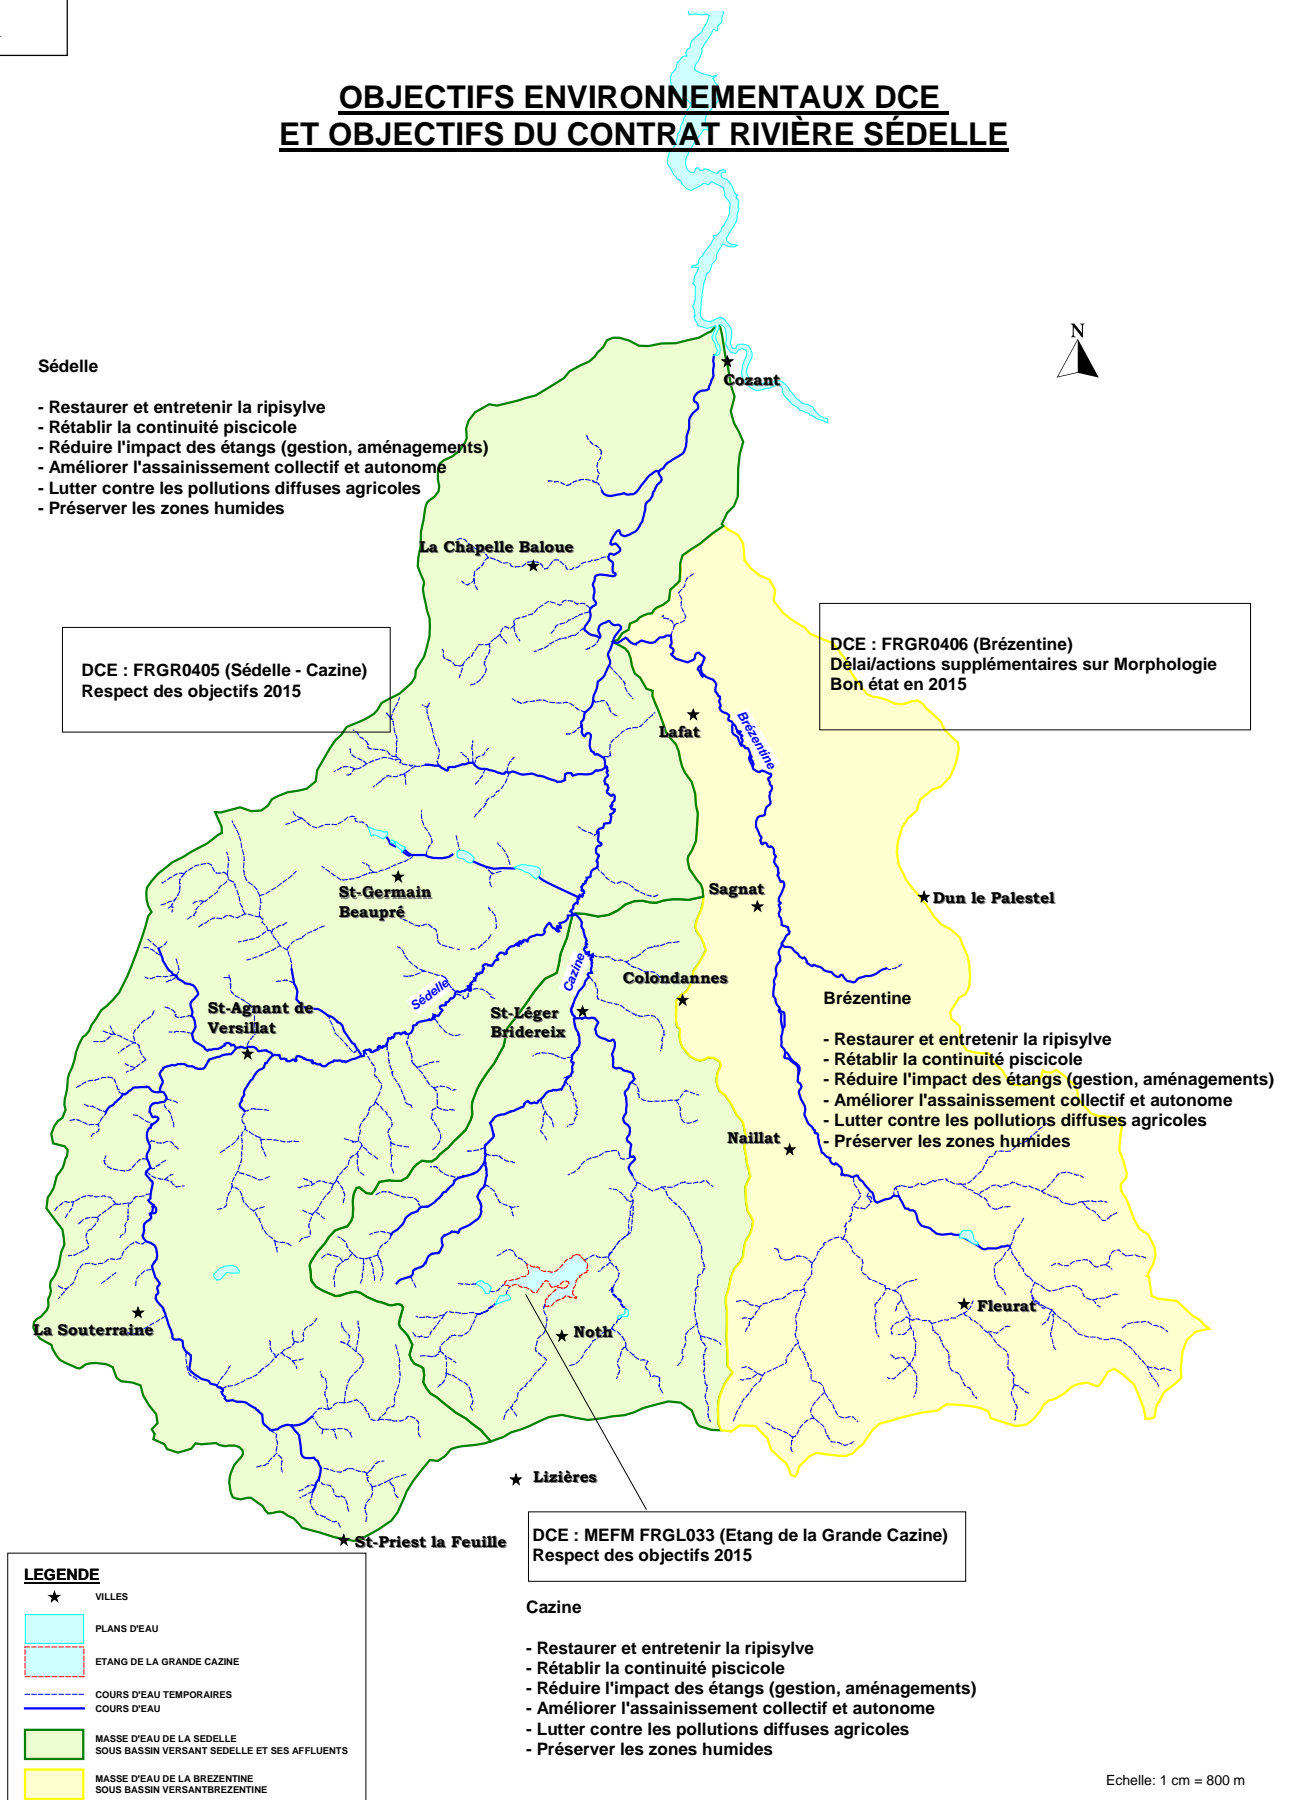 OBJECTIFS ENVIRONNEMENTAUX DCE
ET OBJECTIFS DU CONTRAT RIVIÈRE SÉDELLE
N
Sédelle
- Restaurer et entretenir la ripisylve
- Rétablir la continuité piscicole
- Réduire l'impact des étangs (gestion, aménagements)
- Améliorer l'assainissement collectif et autonome
- Lutter contre les pollutions diffuses agricoles
- Préserver les zones humides
Cozant
La Chapelle Baloue
DCE : FRGR0405 (Sédelle - Cazine)
Respect des objectifs 2015
DCE : FRGR0406 (Brézentine)
Délai/actions supplémentaires sur Morphologie
Bon état en 2015
Lafat
Brézentine
St-Germain
Beaupré
Sagnat
Dun le Palestel
Cazine
Sédelle
Colondannes
St-Agnant de
Versillat
St-Léger
Bridereix
Brézentine
- Restaurer et entretenir la ripisylve
- Rétablir la continuité piscicole
- Réduire l'impact des étangs (gestion, aménagements)
- Améliorer l'assainissement collectif et autonome
- Lutter contre les pollutions diffuses agricoles
- Préserver les zones humides
Naillat
La Souterraine
Noth
Fleurat
Lizières
St-Priest la Feuille
DCE : MEFM FRGL033 (Etang de la Grande Cazine)
Respect des objectifs 2015
Cazine
- Restaurer et entretenir la ripisylve
- Rétablir la continuité piscicole
- Réduire l'impact des étangs (gestion, aménagements)
- Améliorer l'assainissement collectif et autonome
- Lutter contre les pollutions diffuses agricoles
- Préserver les zones humides
LEGENDE
VILLES
PLANS D'EAU
ETANG DE LA GRANDE CAZINE
COURS D'EAU TEMPORAIRES
COURS D'EAU
MASSE D'EAU DE LA SEDELLE
SOUS BASSIN VERSANT SEDELLE ET SES AFFLUENTS
MASSE D'EAU DE LA BREZENTINE
SOUS BASSIN VERSANTBREZENTINE
Echelle: 1 cm = 800 m